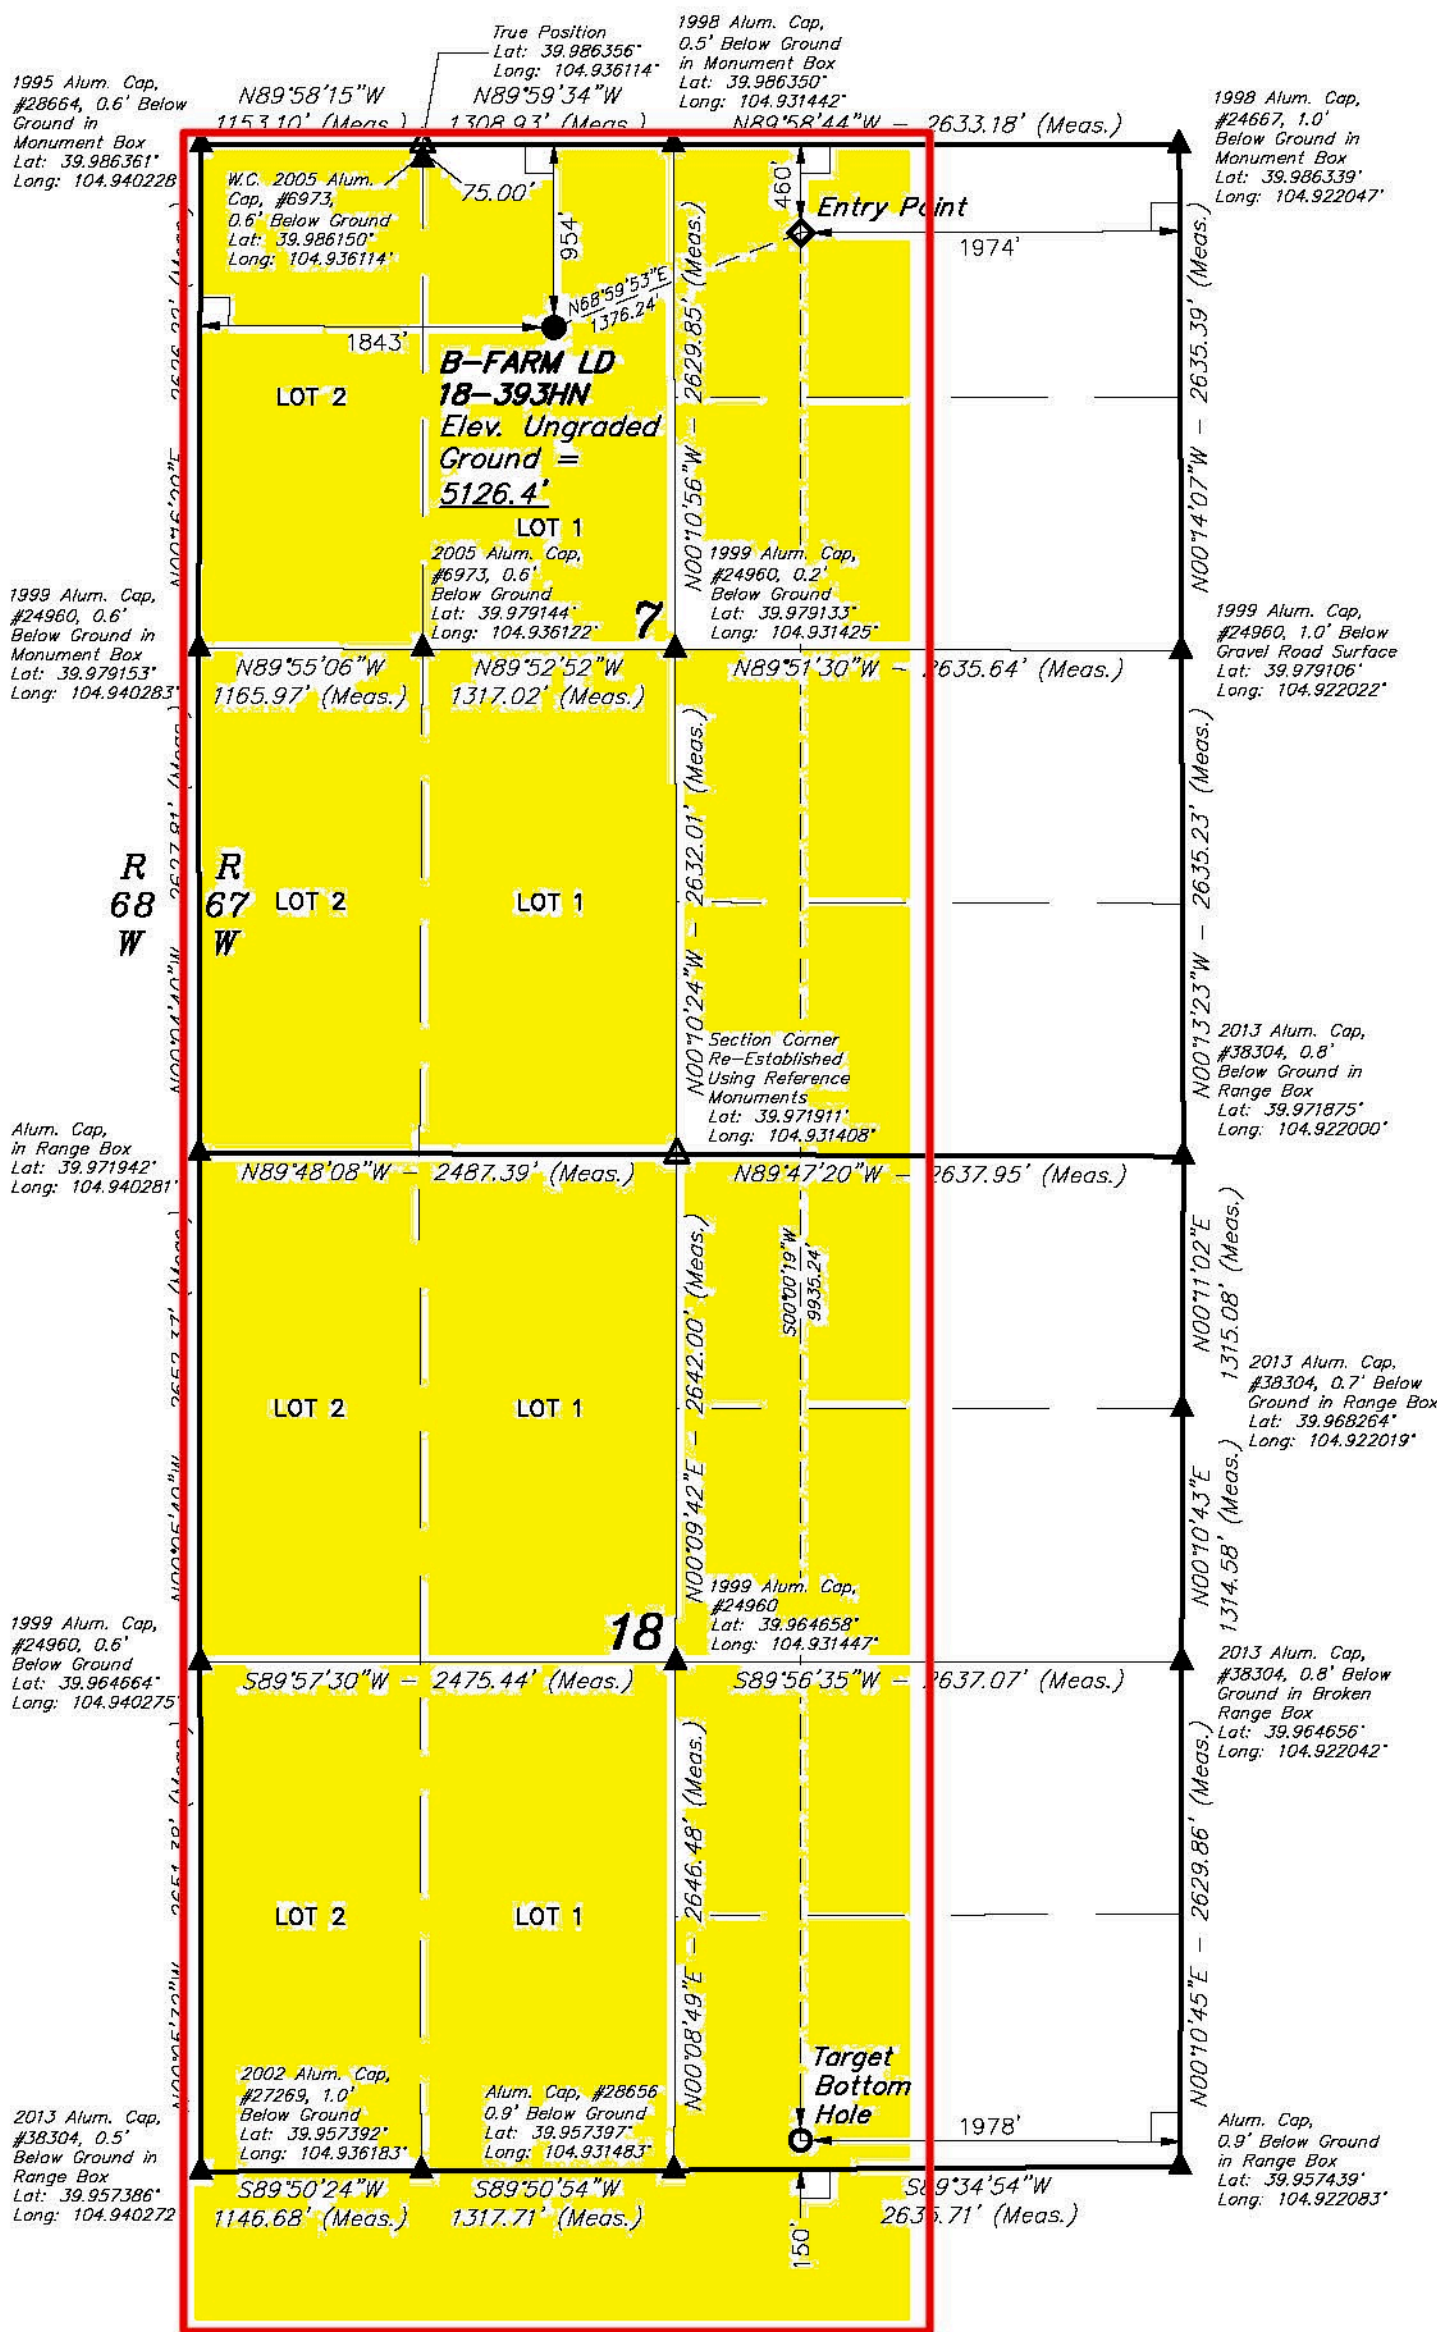 True Position
Lat: 39.986356°
Long: 104.936114°
1998 Alum. Cap,
0.5' Below Ground
in Monument Box
Lat: 39.986350°
Long: 104.931442°
1995 Alum. Cap,
#28664, 0.6' Below
Ground in
Monument Box
Lat: 39.986361°
Long: 104.940228
N89°58'15"W
1153.10' (Meas.)
N89°59'34"W
1308.93' (Meas.)
N89°58'44"W - 2633.18' (Meas.)
1998 Alum. Cap,
#24667, 1.0'
Below Ground in
Monument Box
Lat: 39.986339°
Long: 104.922047°
W.C. 2005 Alum.
Cap, #6973,
0.6' Below Ground
Lat: 39.986150°
Long: 104.936114°
75.00'
954'
460'
Entry Point
1974'
N68°59'53"E
1376.24'
1843'
B-FARM LD
18-393HN
Elev. Ungraded
Ground =
5126.4'
LOT 2
LOT 1
N00°10'56"W - 2629.85' (Meas.)
N00°14'07"W - 2635.39' (Meas.)
2005 Alum. Cap,
#6973, 0.6'
Below Ground
Lat: 39.979144°
Long: 104.936122°
7
1999 Alum. Cap,
#24960, 0.2'
Below Ground
Lat: 39.979133°
Long: 104.931425°
1999 Alum. Cap,
#24960, 0.6'
Below Ground in
Monument Box
Lat: 39.979153°
Long: 104.940283°
1999 Alum. Cap,
#24960, 1.0' Below
Gravel Road Surface
Lat: 39.979106°
Long: 104.922022°
N89°55'06"W
1165.97' (Meas.)
N89°52'52"W
1317.02' (Meas.)
N89°51'30"W - 2635.64' (Meas.)
R
68
W
R
67
W
LOT 2
LOT 1
N00°10'24"W - 2632.01' (Meas.)
N00°13'23"W - 2635.23' (Meas.)
Section Corner
Re-Established
Using Reference
Monuments
Lat: 39.971911°
Long: 104.931408°
2013 Alum. Cap,
#38304, 0.8'
Below Ground in
Range Box
Lat: 39.971875°
Long: 104.922000°
Alum. Cap,
in Range Box
Lat: 39.971942°
Long: 104.940281°
N89°48'08"W - 2487.39' (Meas.)
N89°47'20"W - 2637.95' (Meas.)
S00°00'19"W
9935.24'
N00°11'02"E
1315.08' (Meas.)
2013 Alum. Cap,
#38304, 0.7' Below
Ground in Range Box
Lat: 39.968264°
Long: 104.922019°
LOT 2
LOT 1
N00°09'42"E - 2642.00' (Meas.)
N00°10'43"E
1314.58' (Meas.)
18
1999 Alum. Cap,
#24960
Lat: 39.964658°
Long: 104.931447°
1999 Alum. Cap,
#24960, 0.6'
Below Ground
Lat: 39.964664°
Long: 104.940275°
2013 Alum. Cap,
#38304, 0.8' Below
Ground in Broken
Range Box
Lat: 39.964656°
Long: 104.922042°
S89°57'30"W - 2475.44' (Meas.)
S89°56'35"W - 2637.07' (Meas.)
LOT 2
LOT 1
N00°08'49"E - 2646.48' (Meas.)
N00°10'45"E - 2629.86' (Meas.)
Target
Bottom
Hole
1978'
2002 Alum. Cap,
#27269, 1.0'
Below Ground
Lat: 39.957392°
Long: 104.936183°
Alum. Cap, #28656
0.9' Below Ground
Lat: 39.957397°
Long: 104.931483°
2013 Alum. Cap,
#38304, 0.5'
Below Ground in
Range Box
Lat: 39.957386°
Long: 104.940272
Alum. Cap,
0.9' Below Ground
in Range Box
Lat: 39.957439°
Long: 104.922083°
S89°50'24"W
1146.68' (Meas.)
S89°50'54"W
1317.71' (Meas.)
S89°34'54"W
(Meas.)
150'